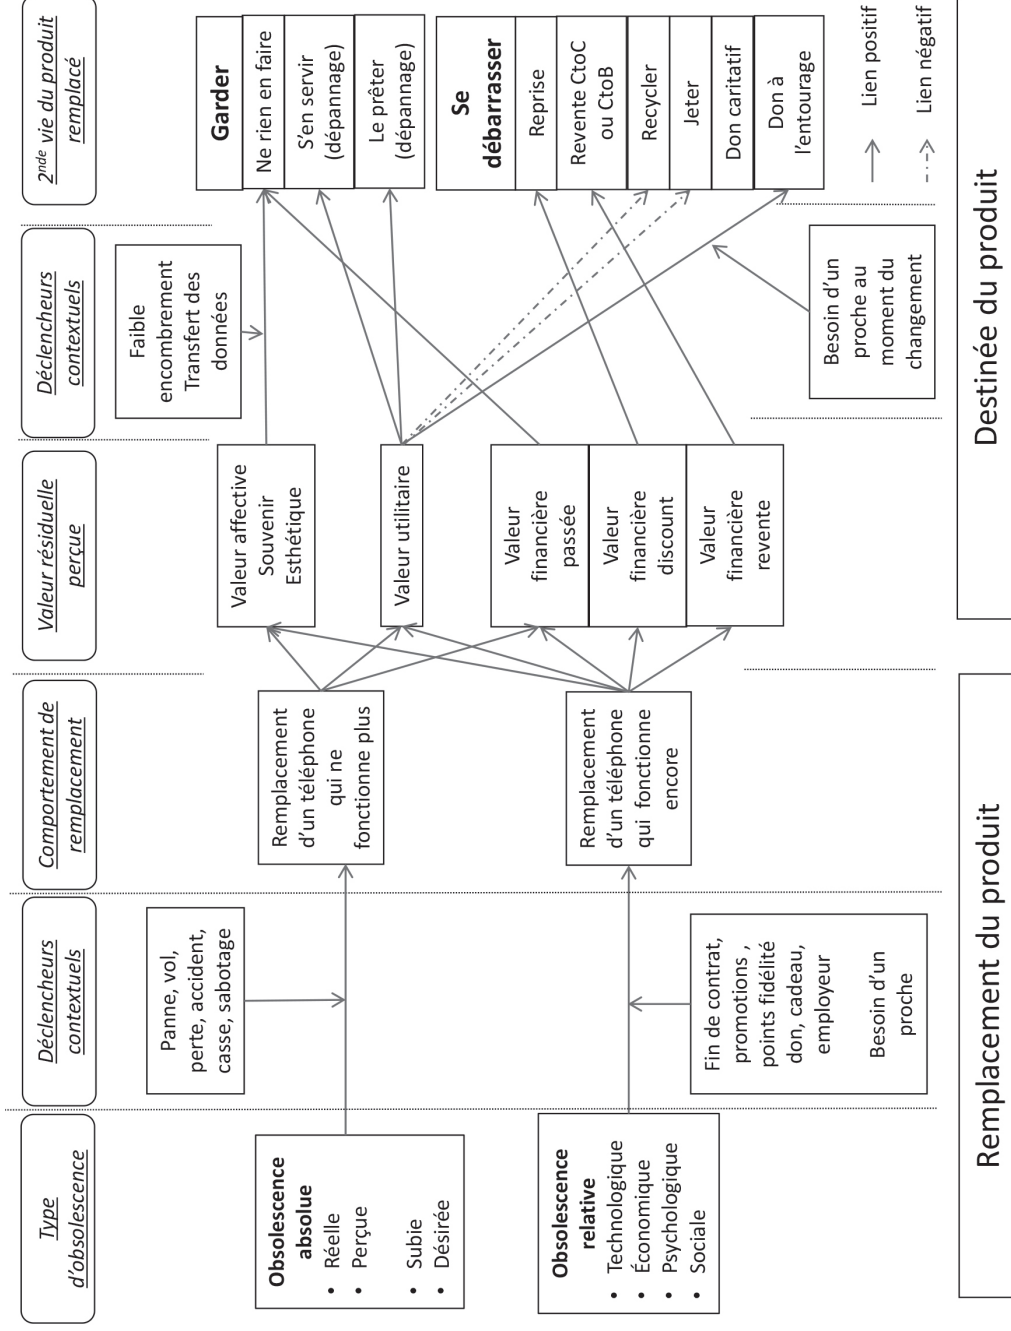 Type
d'obsolescence
Déclencheurs
contextuels
Comportement de
remplacement
Valeur résiduelle
perçue
Déclencheurs
contextuels
2nde vie du produit
remplacé
Obsolescence
absolue
• Réelle
• Perçue
• Subie
• Désirée
Obsolescence
relative
• Technologique
• Économique
• Psychologique
• Sociale
Panne, vol,
perte, accident,
casse, sabotage
Fin de contrat,
promotions ,
points fidélité
don, cadeau,
employeur
Besoin d'un
proche
Remplacement
d'un téléphone
qui ne
fonctionne plus
Remplacement
d'un téléphone
qui fonctionne
encore
Valeur affective
Souvenir
Esthétique
Valeur utilitaire
Valeur
financière
passée
Valeur
financière
discount
Valeur
financière
revente
Faible
encombrement
Transfert des
données
Besoin d'un
proche au
moment du
changement
Garder
Ne rien en faire
S'en servir
(dépannage)
Le prêter
(dépannage)
Se
débarrasser
Reprise
Revente CtoC
ou CtoB
Recycler
Jeter
Don caritatif
Don à
l'entourage
Lien positif
Lien négatif
Remplacement du produit
Destinée du produit